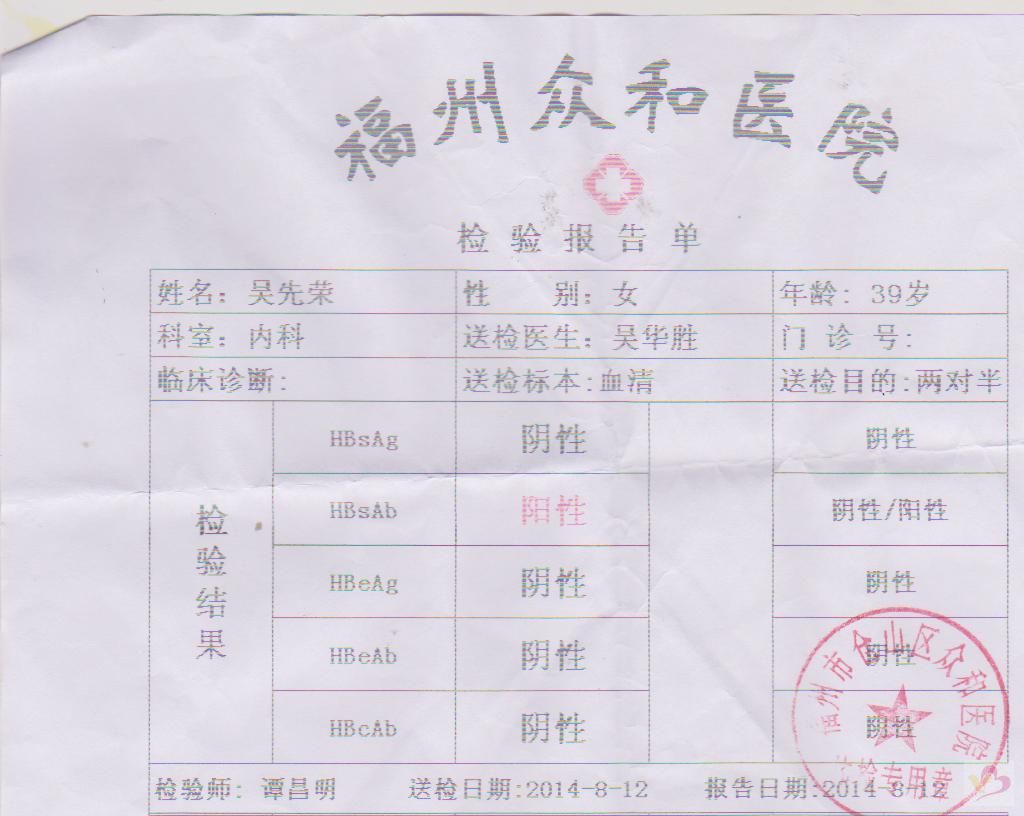 福州众和医院
检验报告单
姓名：吴先荣 性 别：女 年龄: 39岁
科室：内科 送检医生：吴华胜 门 诊 号:
临床诊断: 送检标本:血清 送检目的:两对半
检验结果
HBsAg 阴性 阴性
HBsAb 阳性 阴性/阳性
HBeAg 阴性 阴性
HBeAb 阴性 阴性
HBcAb 阴性 阴性
检验师: 谭昌明 送检日期:2014-8-12 报告日期:2014-8-12
福州市仓山区众和医院
专用章